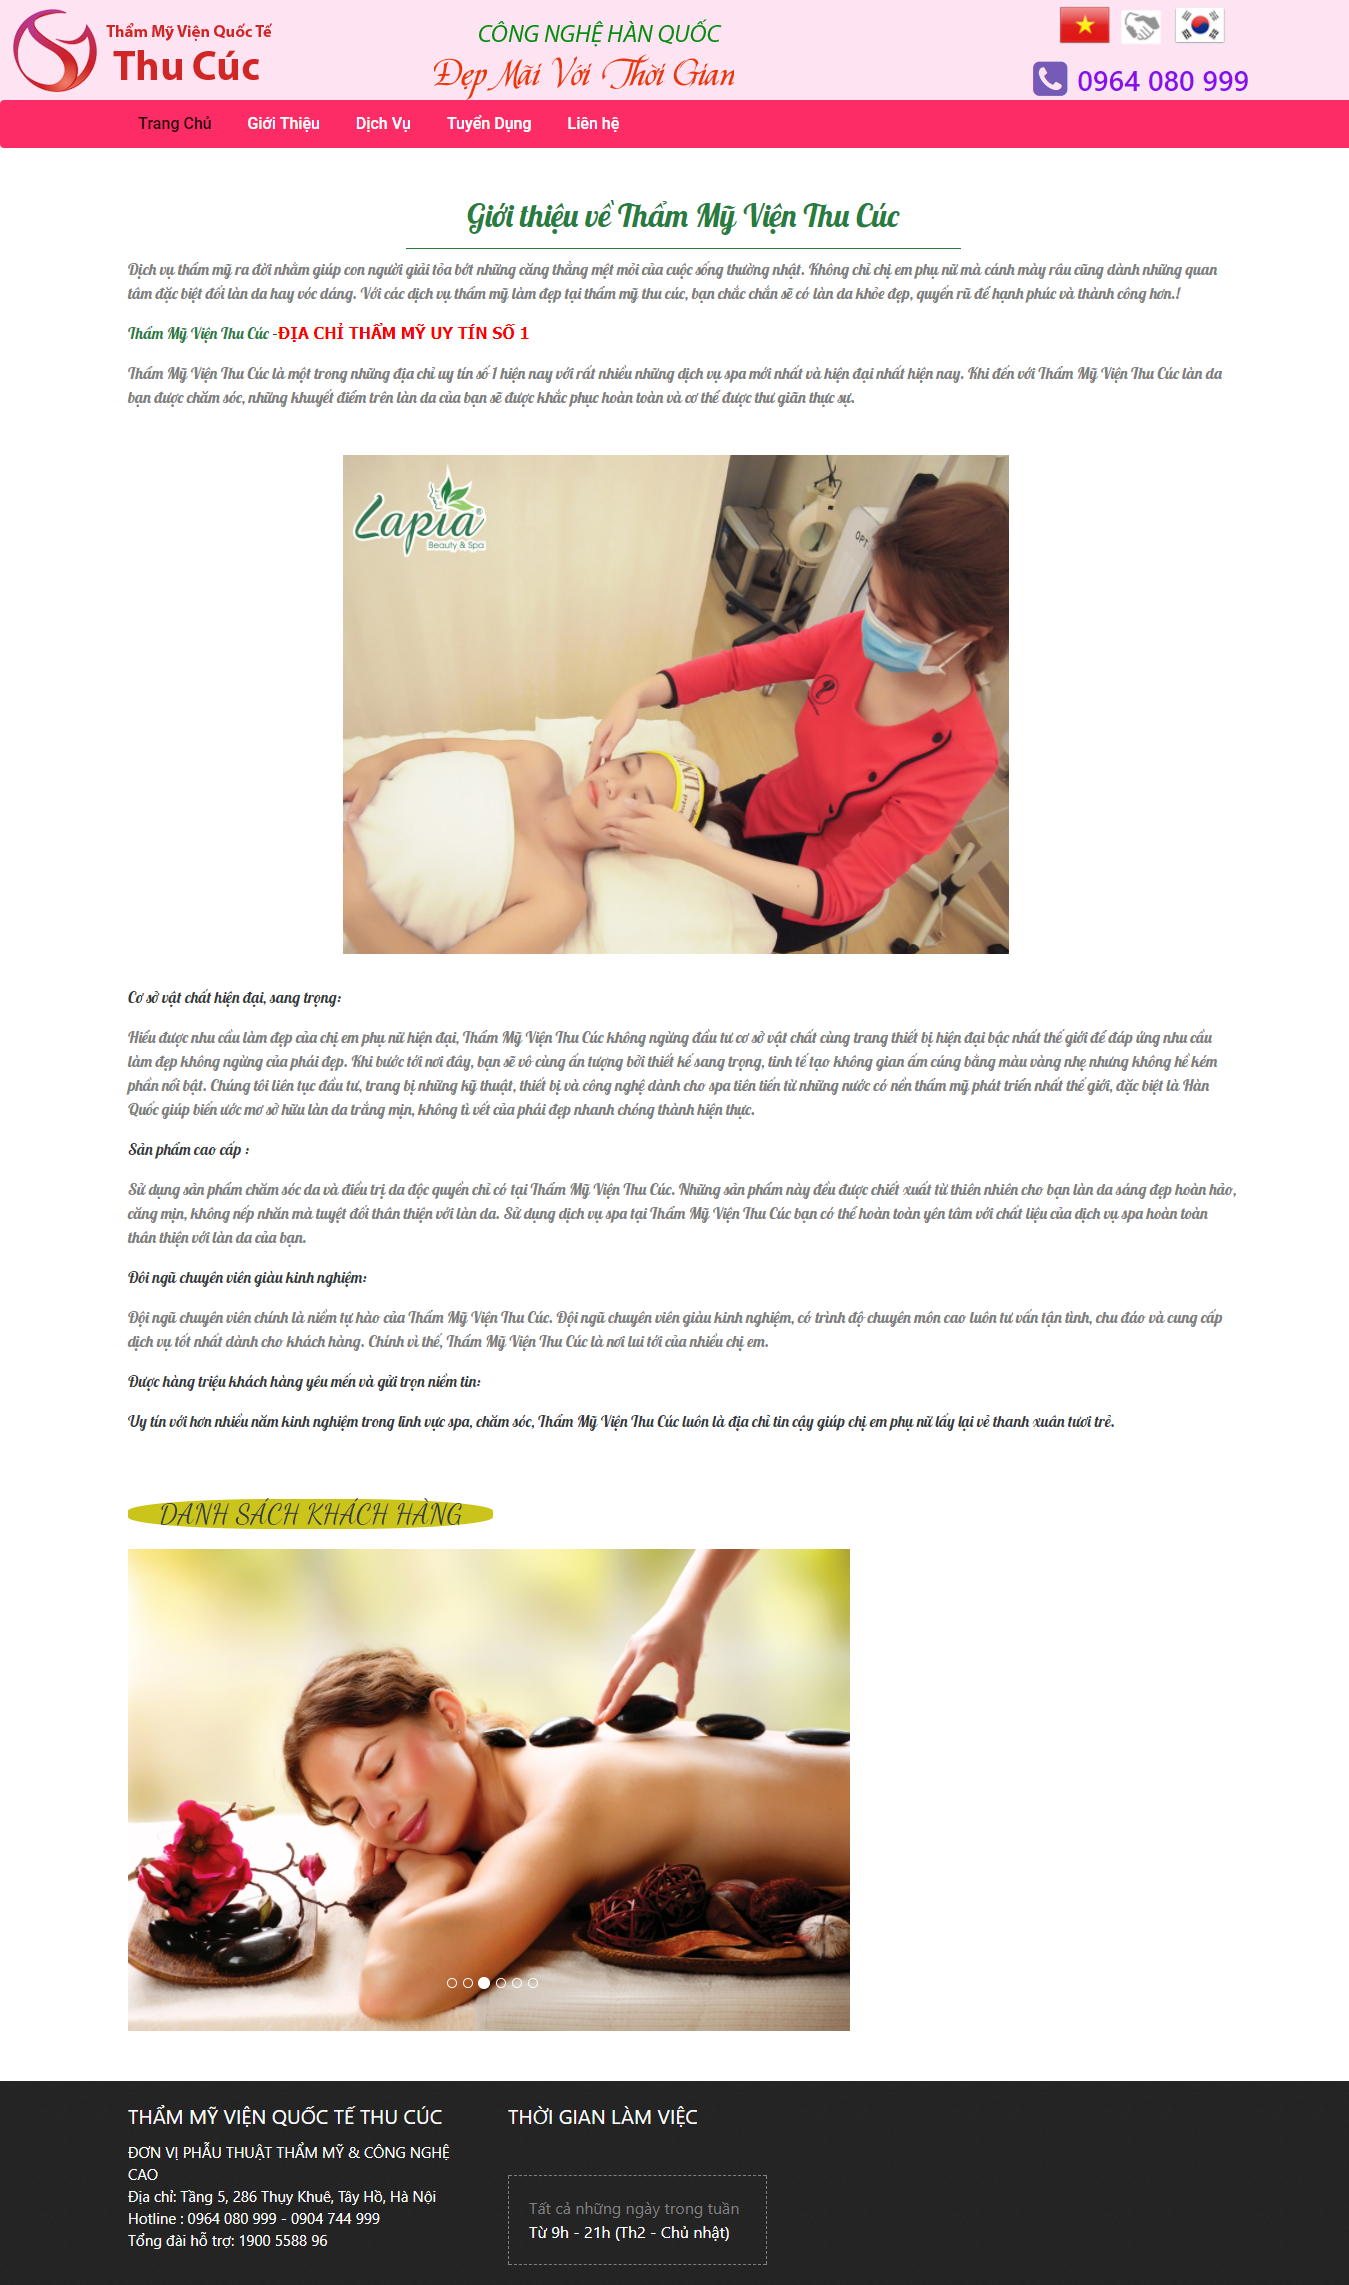 Thẩm Mỹ Viện Quốc Tế
Thu Cúc
CÔNG NGHỆ HÀN QUỐC
Đẹp Mãi Với Thời Gian
0964 080 999
Trang Chủ Giới Thiệu Dịch Vụ Tuyển Dụng Liên hệ
Giới thiệu về Thẩm Mỹ Viện Thu Cúc
Dịch vụ thẩm mỹ ra đời nhằm giúp con người giải tỏa bớt những căng thẳng mệt mỏi của cuộc sống thường nhật. Không chỉ chị em phụ nữ mà cánh mày râu cũng dành những quan
tâm đặc biệt đối làn da hay vóc dáng. Với các dịch vụ thẩm mỹ làm đẹp tại thẩm mỹ thu cúc, bạn chắc chắn sẽ có làn da khỏe đẹp, quyến rũ để hạnh phúc và thành công hơn.!
Thẩm Mỹ Viện Thu Cúc -ĐỊA CHỈ THẨM MỸ UY TÍN SỐ 1
Thẩm Mỹ Viện Thu Cúc là một trong những địa chỉ uy tín số 1 hiện nay với rất nhiều những dịch vụ spa mới nhất và hiện đại nhất hiện nay. Khi đến với Thẩm Mỹ Viện Thu Cúc làn da
bạn được chăm sóc, những khuyết điểm trên làn da của bạn sẽ được khắc phục hoàn toàn và cơ thể được thư giãn thực sự.
Lapia®
Beauty & Spa
OPT
Cơ sở vật chất hiện đại, sang trọng:
Hiểu được nhu cầu làm đẹp của chị em phụ nữ hiện đại, Thẩm Mỹ Viện Thu Cúc không ngừng đầu tư cơ sở vật chất cùng trang thiết bị hiện đại bậc nhất thế giới để đáp ứng nhu cầu
làm đẹp không ngừng của phái đẹp. Khi bước tới nơi đây, bạn sẽ vô cùng ấn tượng bởi thiết kế sang trọng, tinh tế tạo không gian ấm cúng bằng màu vàng nhẹ nhưng không hề kém
phần nổi bật. Chúng tôi liên tục đầu tư, trang bị những kỹ thuật, thiết bị và công nghệ dành cho spa tiên tiến từ những nước có nền thẩm mỹ phát triển nhất thế giới, đặc biệt là Hàn
Quốc giúp biến ước mơ sở hữu làn da trắng mịn, không tì vết của phái đẹp nhanh chóng thành hiện thực.
Sản phẩm cao cấp :
Sử dụng sản phẩm chăm sóc da và điều trị da độc quyền chỉ có tại Thẩm Mỹ Viện Thu Cúc. Những sản phẩm này đều được chiết xuất từ thiên nhiên cho bạn làn da sáng đẹp hoàn hảo,
căng mịn, không nếp nhăn mà tuyệt đối thân thiện với làn da. Sử dụng dịch vụ spa tại Thẩm Mỹ Viện Thu Cúc bạn có thể hoàn toàn yên tâm với chất liệu của dịch vụ spa hoàn toàn
thân thiện với làn da của bạn.
Đôi ngũ chuyên viên giàu kinh nghiệm:
Đội ngũ chuyên viên chính là niềm tự hào của Thẩm Mỹ Viện Thu Cúc. Đội ngũ chuyên viên giàu kinh nghiệm, có trình độ chuyên môn cao luôn tư vấn tận tình, chu đáo và cung cấp
dịch vụ tốt nhất dành cho khách hàng. Chính vì thế, Thẩm Mỹ Viện Thu Cúc là nơi lui tới của nhiều chị em.
Được hàng triệu khách hàng yêu mến và gửi trọn niềm tin:
Uy tín với hơn nhiều năm kinh nghiệm trong lĩnh vực spa, chăm sóc, Thẩm Mỹ Viện Thu Cúc luôn là địa chỉ tin cậy giúp chị em phụ nữ lấy lại vẻ thanh xuân tươi trẻ.
DANH SÁCH KHÁCH HÀNG
THẨM MỸ VIỆN QUỐC TẾ THU CÚC
ĐƠN VỊ PHẪU THUẬT THẨM MỸ & CÔNG NGHỆ
CAO
Địa chỉ: Tầng 5, 286 Thụy Khuê, Tây Hồ, Hà Nội
Hotline : 0964 080 999 - 0904 744 999
Tổng đài hỗ trợ: 1900 5588 96
THỜI GIAN LÀM VIỆC
Tất cả những ngày trong tuần
Từ 9h - 21h (Th2 - Chủ nhật)